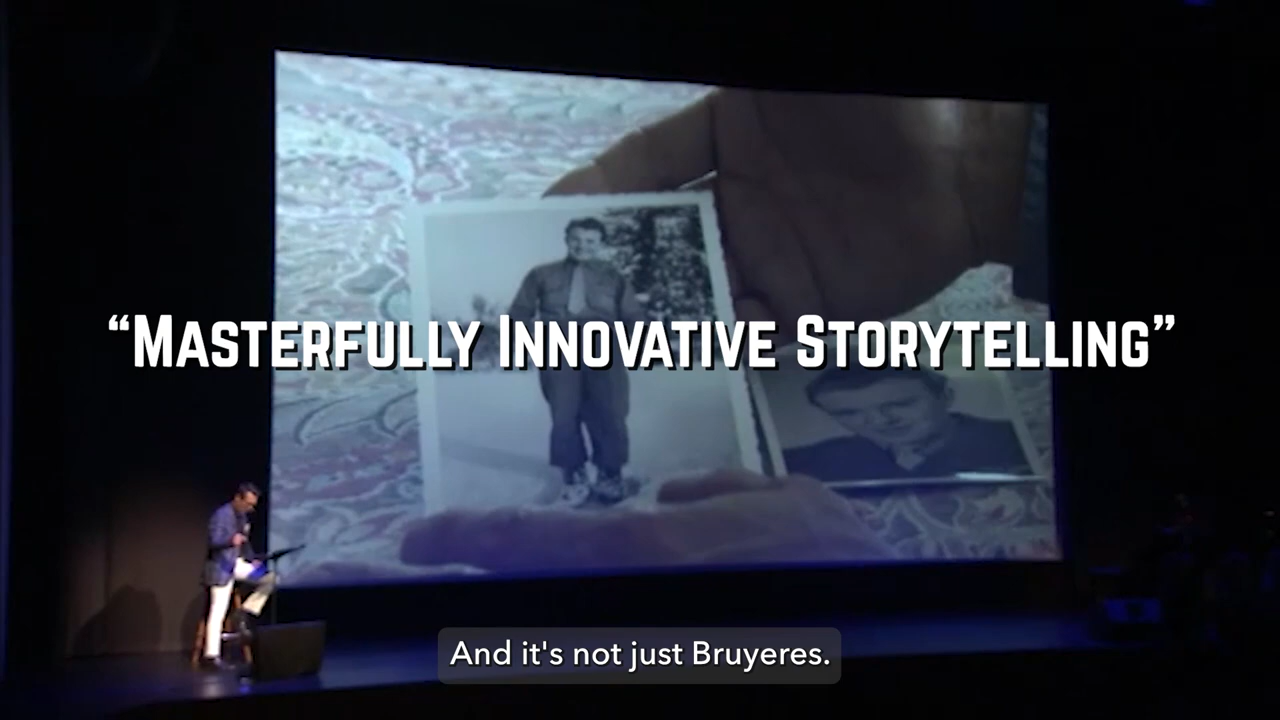 “Masterfully Innovative Storytelling”
And it's not just Bruyeres.